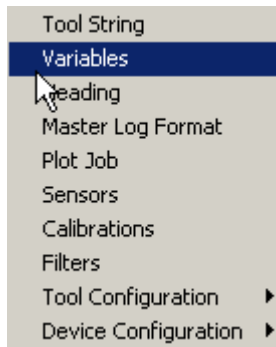 Tool String
Variables
Master Log Format
Plot Job
Sensors
Calibrations
Filters
Tool Configuration
Device Configuration